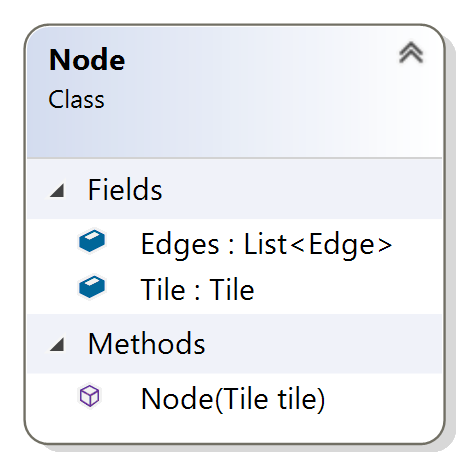 Node
Class
Fields
Edges : List<Edge>
Tile : Tile
Methods
Node(Tile tile)